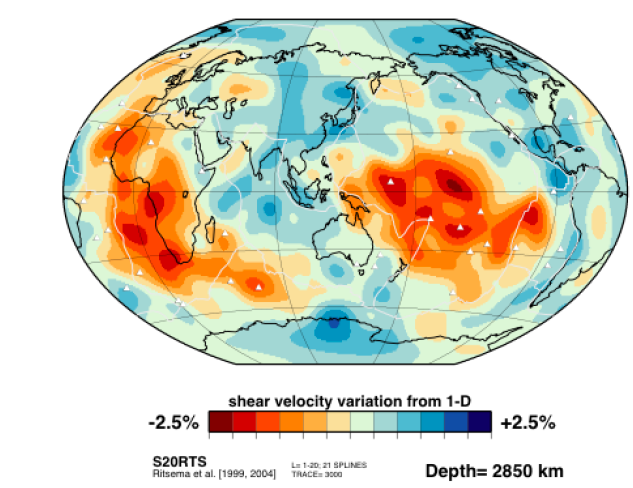 shear velocity variation from 1-D
-2.5% +2.5%
S20RTS
Ritsema et al. [1999, 2004]
L= 1-20; 21 SPLINES
TRACE= 3000
Depth= 2850 km